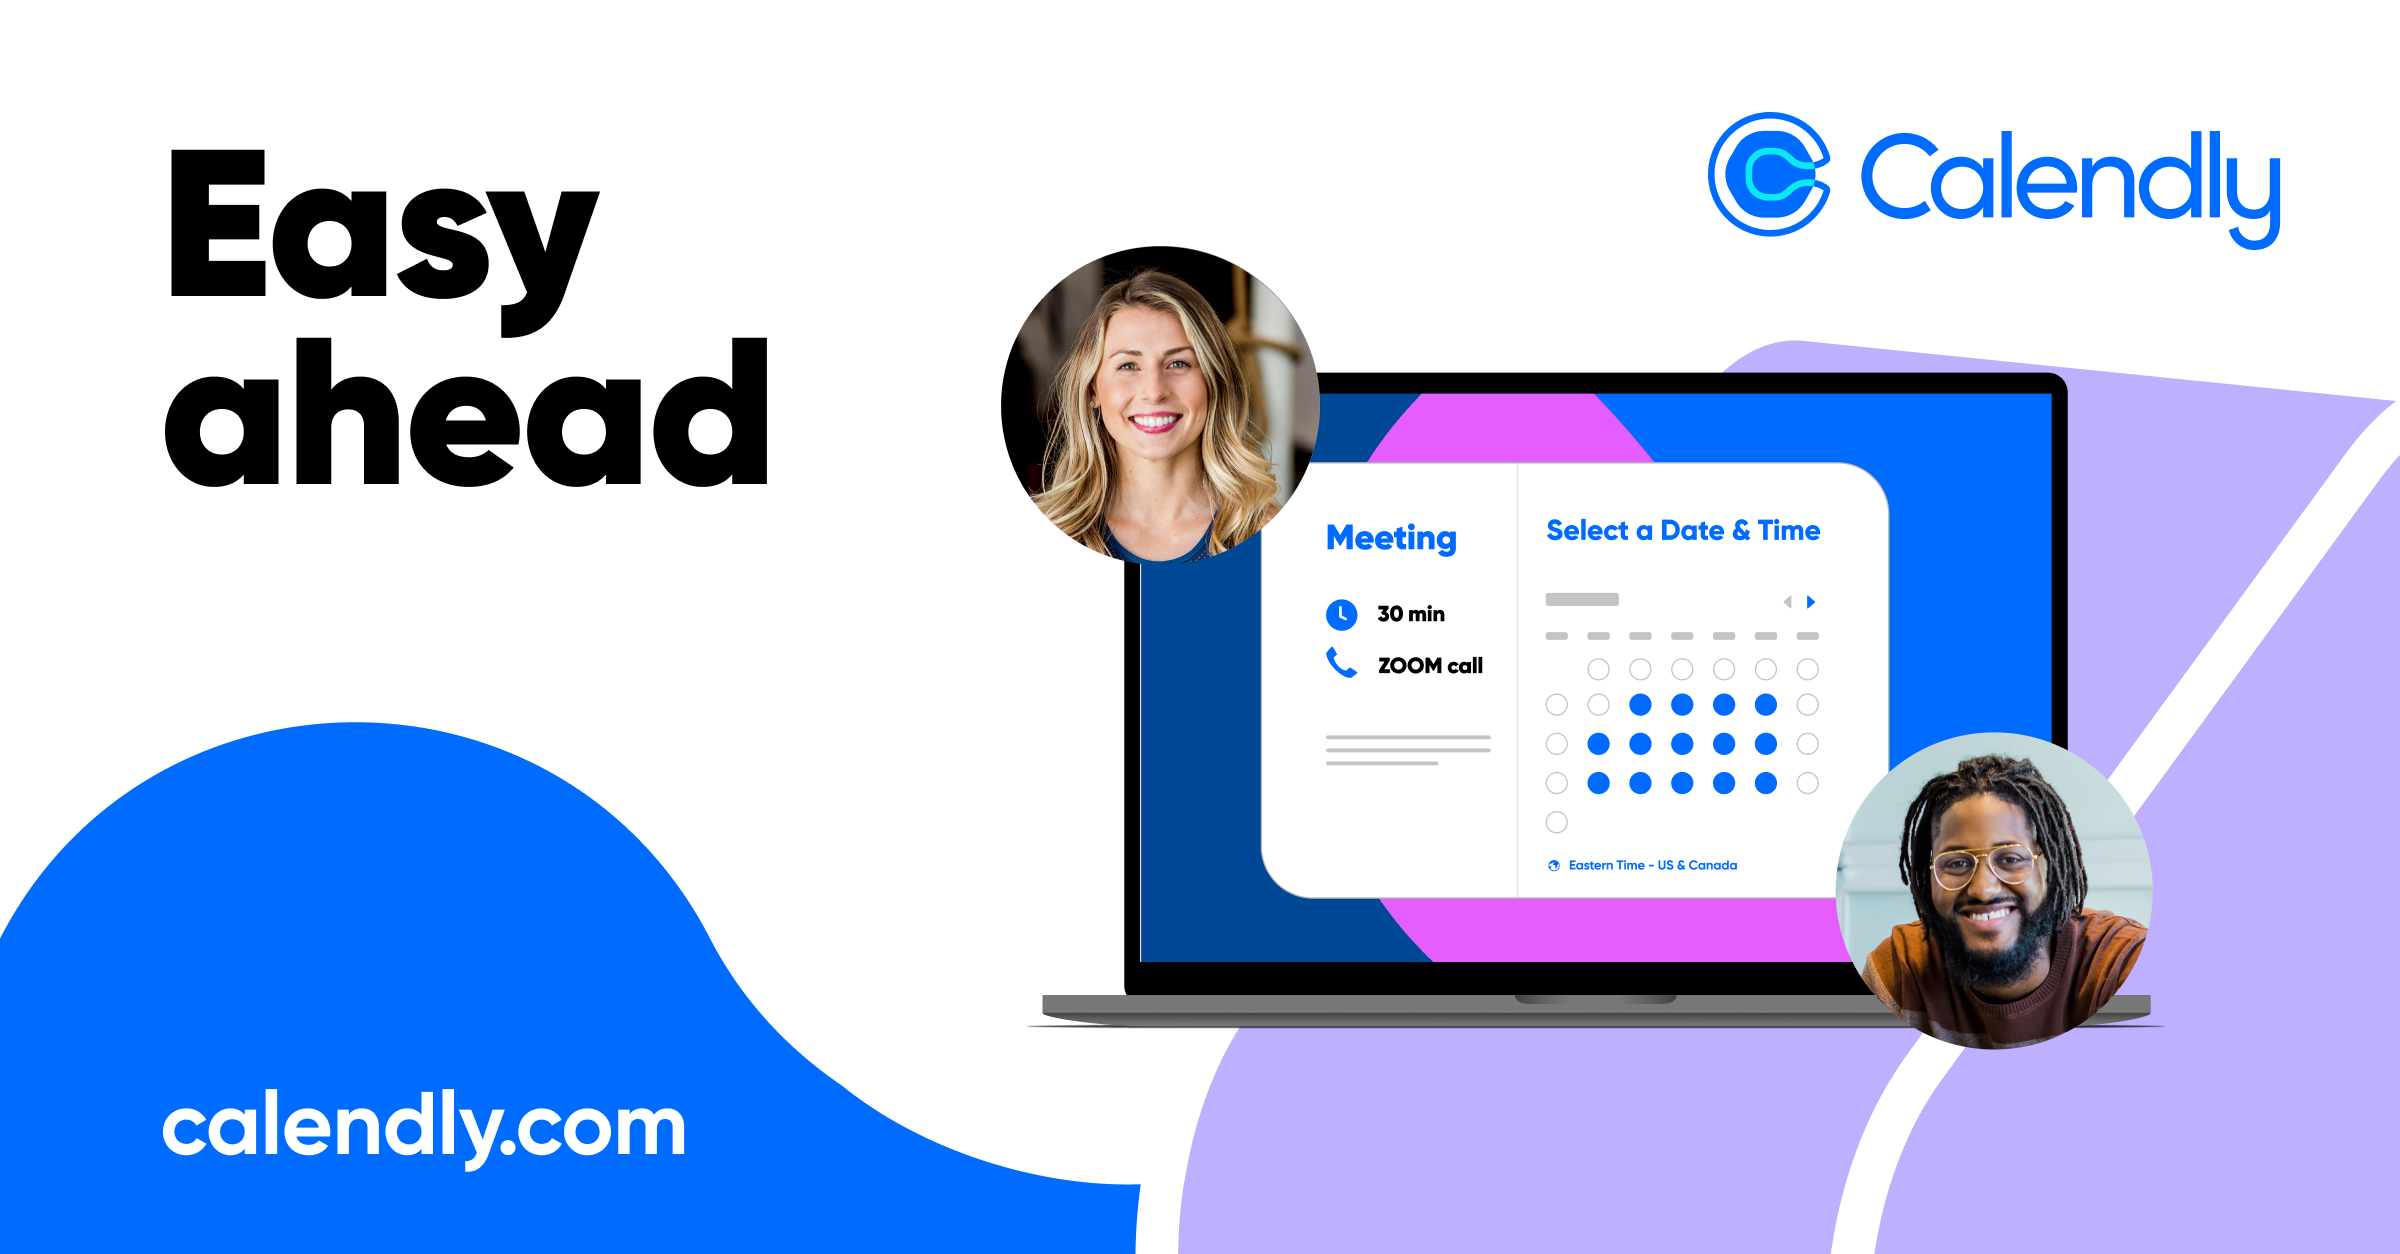 Easy
ahead
Calendly
Meeting
30 min
ZOOM call
Select a Date & Time
Eastern Time - US & Canada
calendly.com